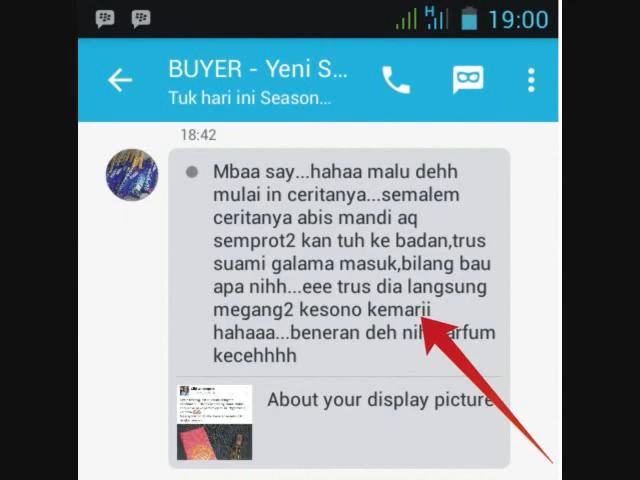 H
19:00
BUYER - Yeni S...
Tuk hari ini Season...
18:42
Mbaa say...hahaa malu dehh
mulai in ceritanya...semalem
ceritanya abis mandi aq
semprot2 kan tuh ke badan,trus
suami galama masuk,bilang bau
apa nihh...eee trus dia langsung
megang2 kesono kemarii
hahaaa...beneran deh nih arfum
kecehhhh
About your display picture